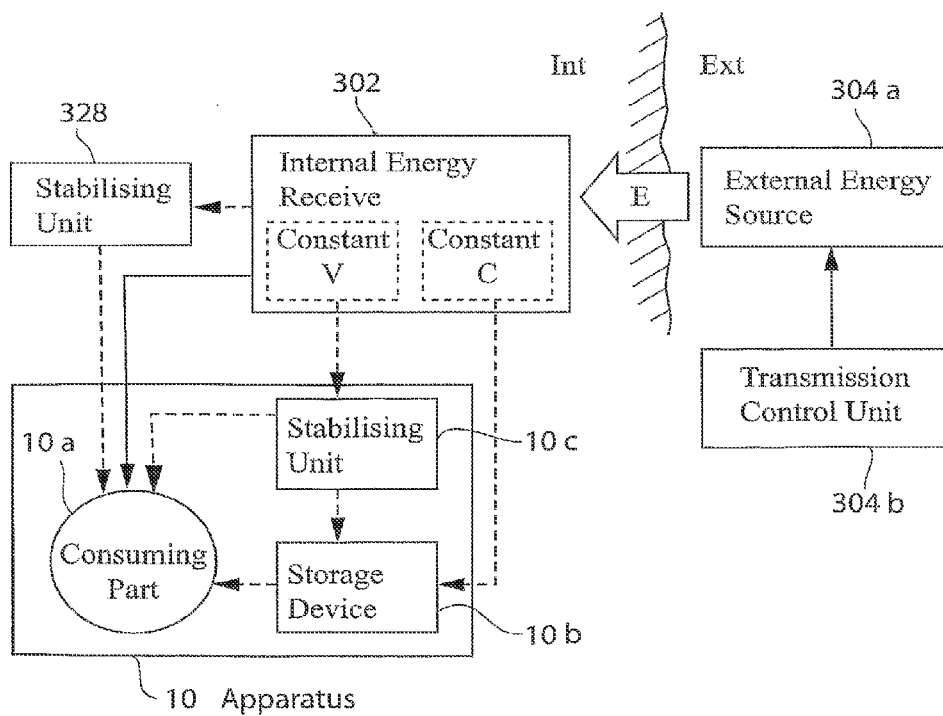 Int
Ext
302
304 a
328
Stabilising
Unit
Internal Energy
Receive
Constant
V
Constant
C
E
External Energy
Source
Transmission
Control Unit
304 b
10 a
Stabilising
Unit
10 c
Consuming
Part
Storage
Device
10 b
10 Apparatus